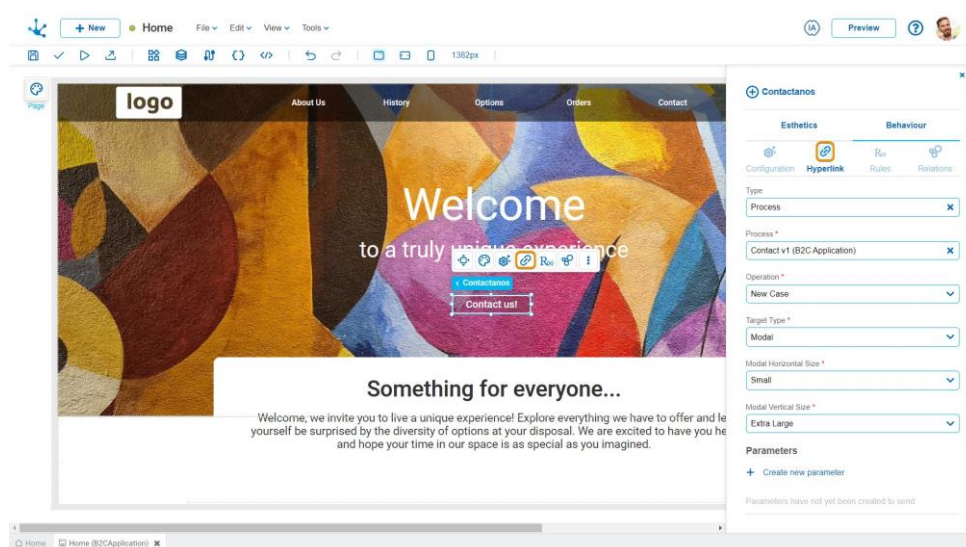 + New
Home
File
Edit
View
Tools
IA
Preview
?
1382px
Page
logo
About Us
History
Options
Orders
Contact
Welcome
to a truly unique experience
Contactanos
Contact us!
Something for everyone...
Welcome, we invite you to live a unique experience! Explore everything we have to offer and le
yourself be surprised by the diversity of options at your disposal. We are excited to have you he
and hope your time in our space is as special as you imagined.
Contactanos
Esthetics
Behaviour
Configuration
Hyperlink
Rules
Relations
Type
Process
Process *
Contact v1 (B2C Application)
Operation *
New Case
Target Type *
Modal
Modal Horizontal Size *
Small
Modal Vertical Size *
Extra Large
Parameters
+ Create new parameter
Parameters have not yet been created to send
Home
Home (B2CApplication)